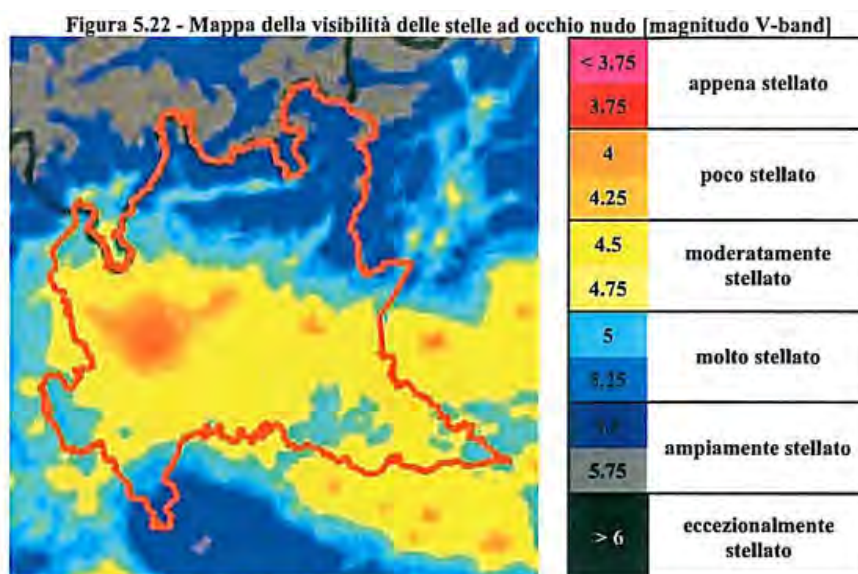 Figura 5.22 - Mappa della visibilità delle stelle ad occhio nudo [magnitudo V-band]
< 3.75
3.75
appena stellato
4
4.25
poco stellato
4.5
4.75
moderatamente
stellato
5
5.25
molto stellato
5.75
ampiamente stellato
> 6
eccezionalmente
stellato